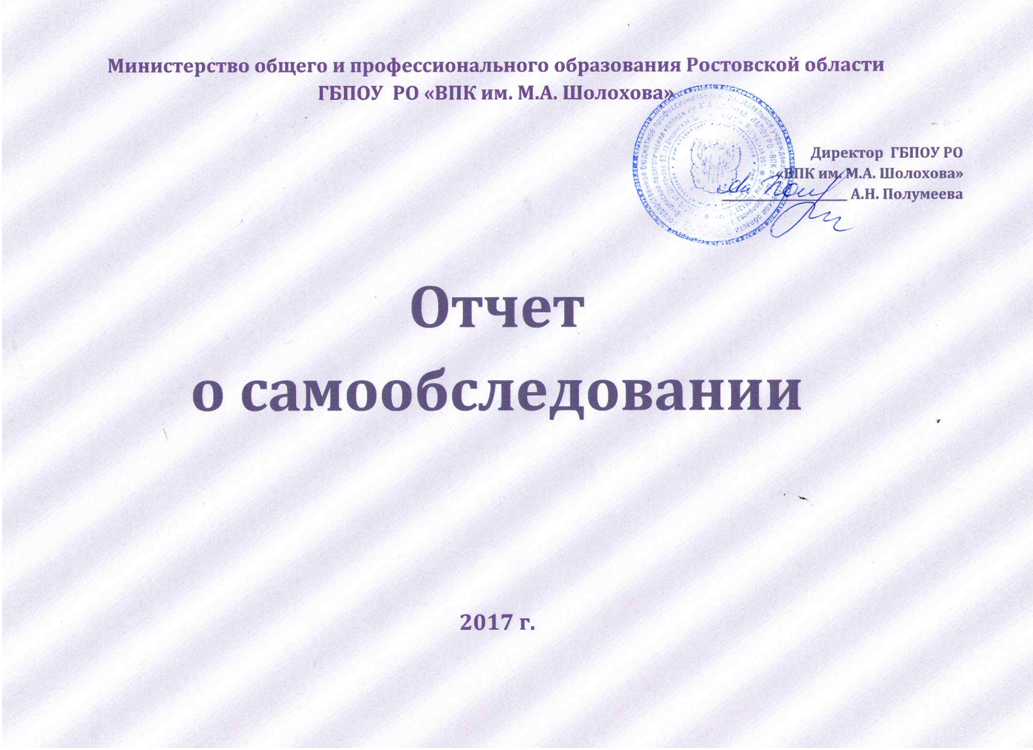 Министерство общего и профессионального образования Ростовской области
ГБПОУ РО «ВПК им. М.А. Шолохова»
Директор ГБПОУ РО
«ВПК им. М.А. Шолохова»
А.Н. Полумеева
Отчет
о самообследовании
2017 г.